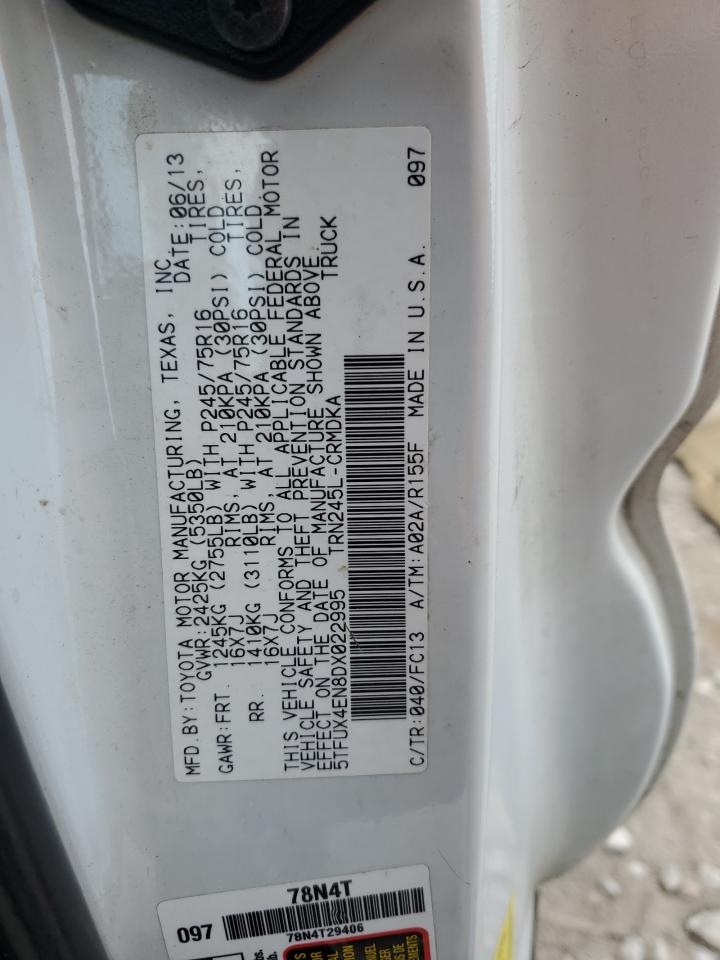 MFD.BY:TOYOTA MOTOR MANUFACTURING, TEXAS, INC.
GVWR:2425KG (5350LB) DATE:06/13
GAWR:FRT. 1245KG (2755LB) WITH P245/75R16 TIRES,
16X7J RIMS, AT 210KPA (30PSI) COLD
RR. 1410KG (3110LB) WITH P245/75R16 TIRES,
16X7J RIMS, AT 210KPA (30PSI) COLD
THIS VEHICLE CONFORMS TO ALL APPLICABLE FEDERAL MOTOR
VEHICLE SAFETY AND THEFT PREVENTION STANDARDS IN
EFFECT ON THE DATE OF MANUFACTURE SHOWN ABOVE.
5TFUX4EN8DX022995 TRN245L-CRMDKA TRUCK
C/TR:040/FC13 A/TM:A02A/R155F MADE IN U.S.A. 097
78N4T
097
78N4T29406